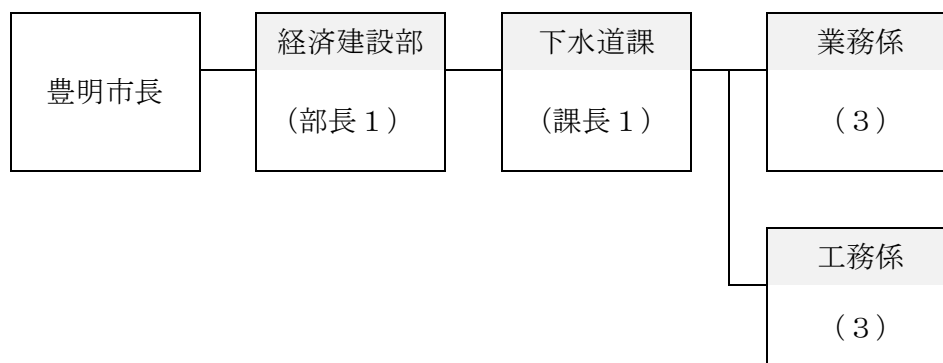 豊明市長
経済建設部
（部長１）
下水道課
（課長１）
業務係
（３）
工務係
（３）